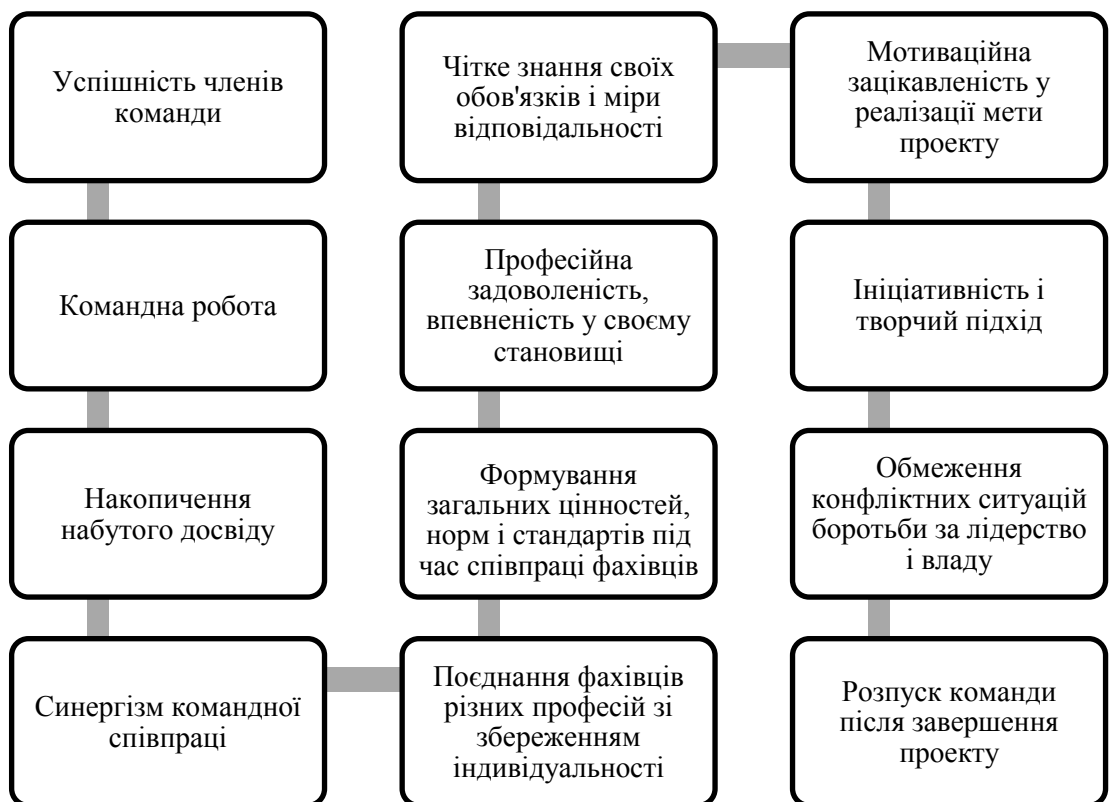 Успішність членів
команди
Командна робота
Накопичення
набутого досвіду
Синергізм командної
співпраці
Поєднання фахівців
різних професій зі
збереженням
індивідуальності
Формування
загальних цінностей,
норм і стандартів під
час співпраці фахівців
Професійна
задоволеність,
впевненість у своєму
становищі
Чітке знання своїх
обов'язків і міри
відповідальності
Мотиваційна
зацікавленість у
реалізації мети
проекту
Ініціативність і
творчий підхід
Обмеження
конфліктних ситуацій
боротьби за лідерство
і владу
Розпуск команди
після завершення
проекту